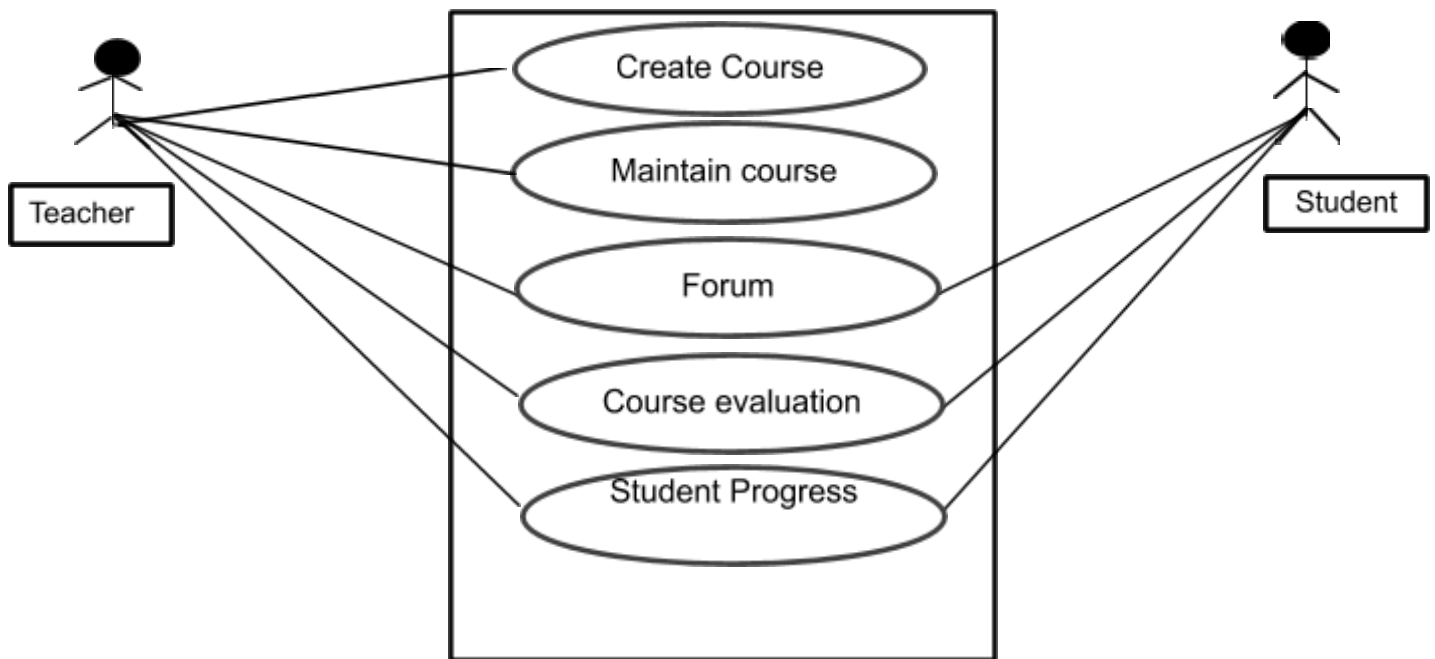 Create Course
Maintain course
Teacher
Student
Forum
Course evaluation
Student Progress